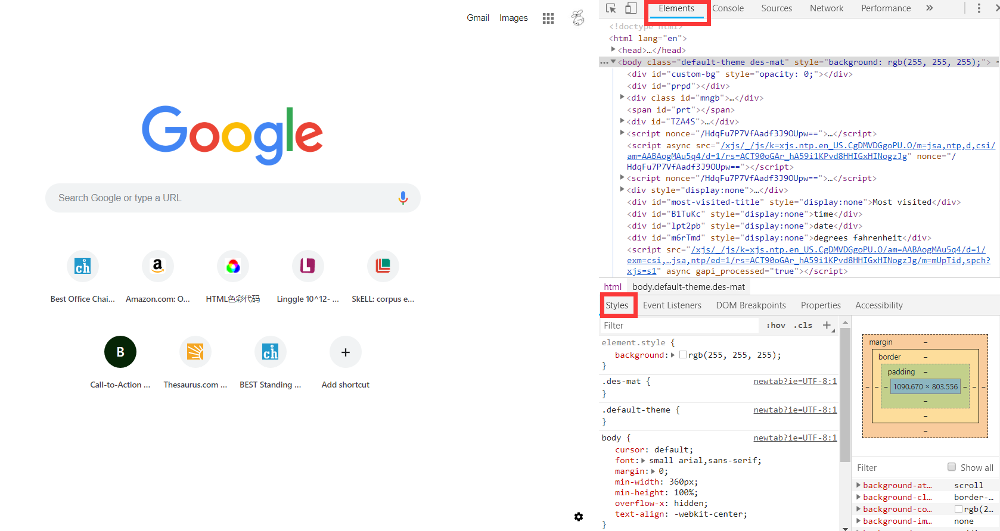 Gmail Images
Google
Search Google or type a URL
Best Office Chai...
Amazon.com: O...
HTML色彩代码
Linggle 10^12- ...
SkELL: corpus e...
B
Call-to-Action ...
Thesaurus.com ...
BEST Standing ...
Add shortcut
Elements Console Sources Network Performance »
<!doctype html>
<html lang="en">
<head>…</head>
<body class="default-theme des-mat" style="background: rgb(255, 255, 255);"> =
<div id="custom-bg" style="opacity: 0;"></div>
<div id="prpd"></div>
<div class id="mngb">…</div>
<span id="prt"></span>
<div id="TZA4S">…</div>
<script nonce="/HdqFu7P7VfAadf3J9OUpw==">…</script>
<script async src="/xjs/_/js/k=xjs.ntp.en_US.CgDMVDGgoPU.O/m=jsa,ntp,d,csi/
am=AABAogMAu5q4/d=1/rs=ACT90oGAr_hA59i1KPvd8HHIGxHINogzJg" nonce="/
HdqFu7P7VfAadf3J9OUpw=="></script>
<script nonce="/HdqFu7P7VfAadf3J9OUpw==">…</script>
<div style="display:none">…</div>
<div id="most-visited-title" style="display:none">Most visited</div>
<div id="B1TuKc" style="display:none">time</div>
<div id="lpt2pb" style="display:none">date</div>
<div id="m6rTmd" style="display:none">degrees fahrenheit</div>
<script src="/xjs/_/js/k=xjs.ntp.en_US.CgDMVDGgoPU.O/am=AABAogMAu5q4/d=1/
exm=csi,…jsa,ntp/ed=1/rs=ACT90oGAr_hA59i1KPvd8HHIGxHINogzJg/m=mUpTid,spch?
xjs=s1" async gapi_processed="true"></script>
html body.default-theme.des-mat
Styles Event Listeners DOM Breakpoints Properties Accessibility
Filter :hov .cls +
element.style {
background: rgb(255, 255, 255);
}
.des-mat { newtab?ie=UTF-8:1
}
.default-theme { newtab?ie=UTF-8:1
}
body { newtab?ie=UTF-8:1
cursor: default;
font: small arial,sans-serif;
margin: 0;
min-width: 360px;
min-height: 100%;
overflow-x: hidden;
text-align: -webkit-center;
}
margin –
border –
padding –
– – – 1090.670 × 803.556 – – –
–
–
–
Filter Show all
background-at… scroll
background-cl… border-…
background-co… rgb(2…
background-im… none